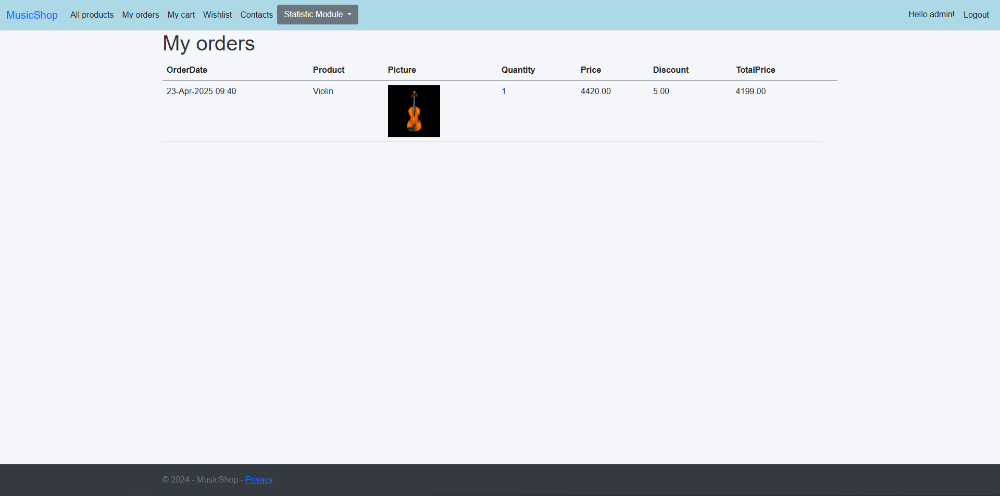 MusicShop All products My orders My cart Wishlist Contacts Statistic Module Hello admin! Logout
My orders
OrderDate Product Picture Quantity Price Discount TotalPrice
23-Apr-2025 09:40 Violin 1 4420.00 5.00 4199.00
© 2024 - MusicShop - Privacy